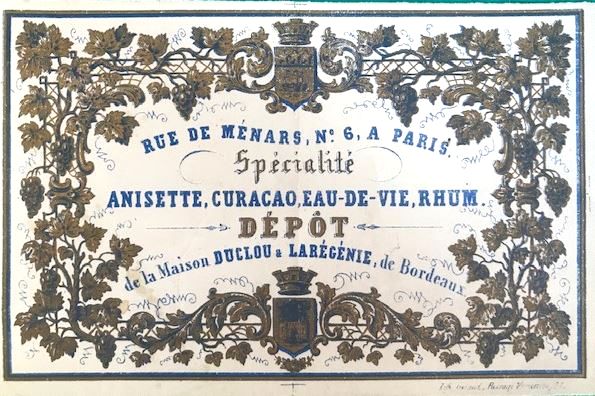 RUE DE MÉNARS, No. 6, A PARIS.
Spécialité
ANISETTE, CURACAO, EAU-DE-VIE, RHUM.
DÉPÔT
de la Maison DUCLOU & LARÉGÉNIE, de Bordeaux
Lith.